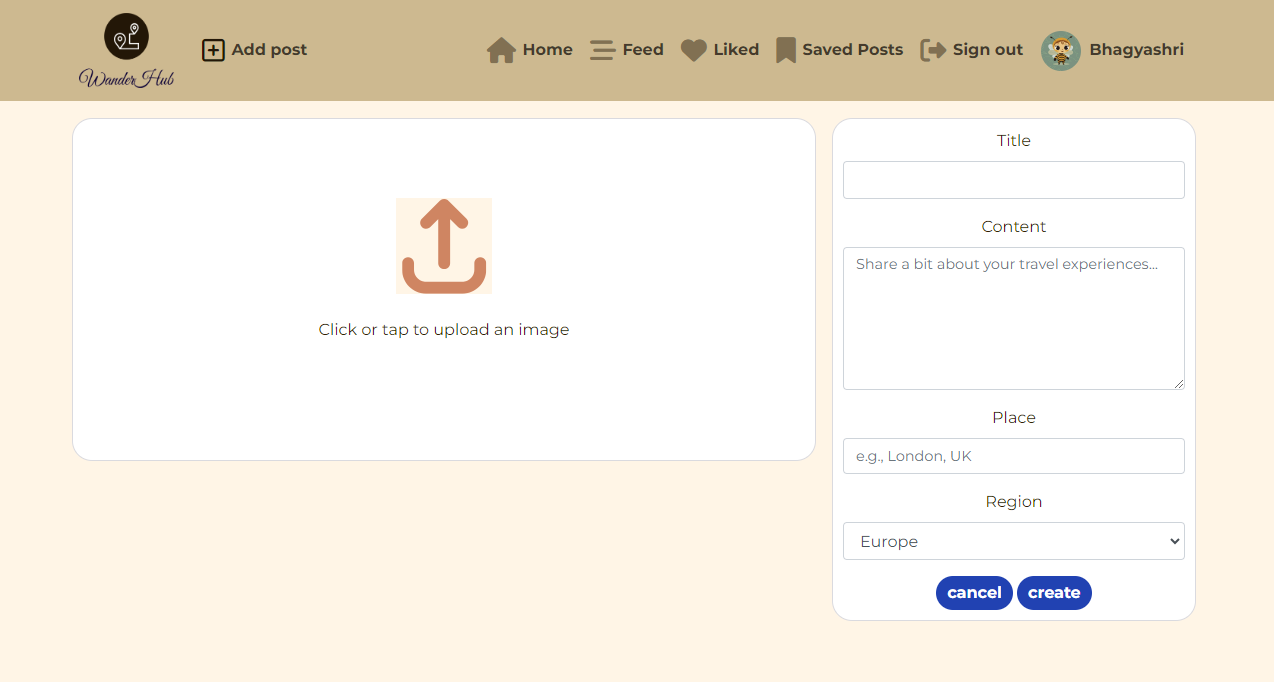 Wander Hub
Add post
Home
Feed
Liked
Saved Posts
Sign out
Bhagyashri
Click or tap to upload an image
Title
Content
Share a bit about your travel experiences...
Place
e.g., London, UK
Region
Europe
cancel create